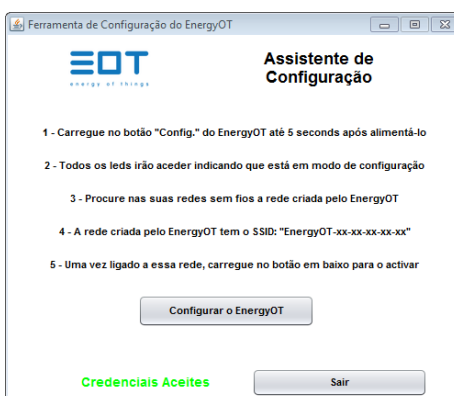 Ferramenta de Configuração do EnergyOT
EOT
energy of things
Assistente de
Configuração
1 - Carregue no botão "Config." do EnergyOT até 5 seconds após alimentá-lo
2 - Todos os leds irão aceder indicando que está em modo de configuração
3 - Procure nas suas redes sem fios a rede criada pelo EnergyOT
4 - A rede criada pelo EnergyOT tem o SSID: "EnergyOT-xx-xx-xx-xx-xx"
5 - Uma vez ligado a essa rede, carregue no botão em baixo para o activar
Configurar o EnergyOT
Credenciais Aceites
Sair